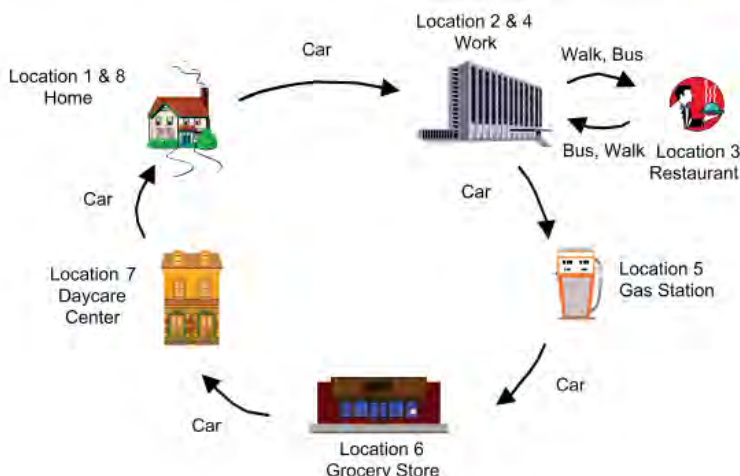 Location 1 & 8
Home
Car
Location 2 & 4
Work
Walk, Bus
Bus, Walk
Location 3
Restaurant
Car
Location 5
Gas Station
Car
Location 6
Grocery Store
Car
Location 7
Daycare
Center
Car